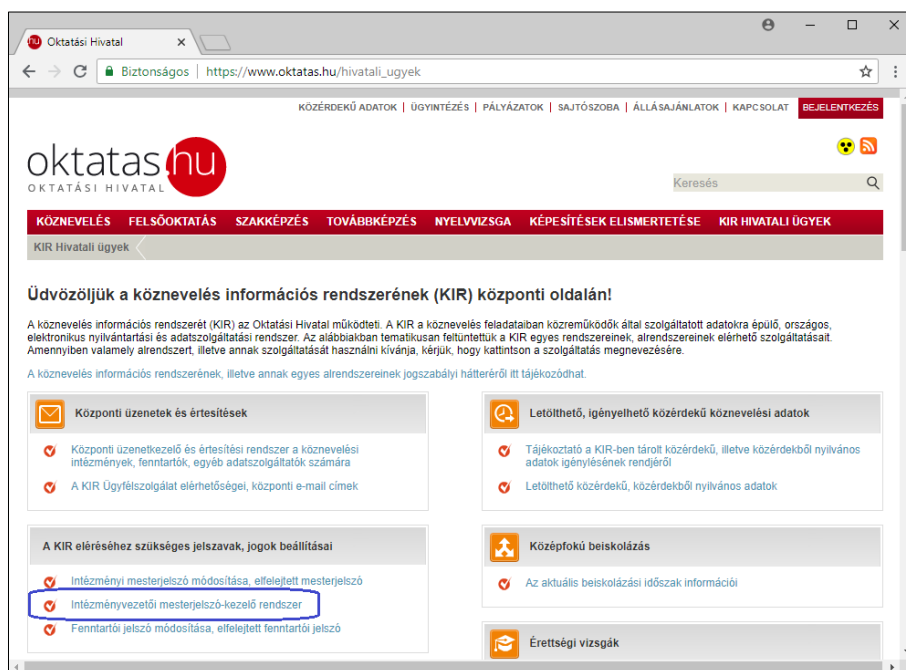 Oktatási Hivatal
Biztonságos | https://www.oktatas.hu/hivatali_ugyek
KÖZÉRDEKŰ ADATOK | ÜGYINTÉZÉS | PÁLYÁZATOK | SAJTÓSZOBA | ÁLLÁSAJÁNLATOK | KAPCSOLAT BEJELENTKEZÉS
oktatas.hu
OKTATÁSI HIVATAL
Keresés
KÖZNEVELÉS FELSŐOKTATÁS SZAKKÉPZÉS TOVÁBBKÉPZÉS NYELVVIZSGA KÉPESÍTÉSEK ELISMERTETÉSE KIR HIVATALI ÜGYEK
KIR Hivatali ügyek
Üdvözöljük a köznevelés információs rendszerének (KIR) központi oldalán!
A köznevelés információs rendszerét (KIR) az Oktatási Hivatal működteti. A KIR a köznevelés feladataiban közreműködők által szolgáltatott adatokra épülő, országos,
elektronikus nyilvántartási és adatszolgáltatási rendszer. Az alábbiakban tematikusan feltüntettük a KIR egyes rendszereinek, alrendszereinek elérhető szolgáltatásait.
Amennyiben valamely alrendszert, illetve annak szolgáltatását használni kívánja, kérjük, hogy kattintson a szolgáltatás megnevezésére.
A köznevelés információs rendszerének, illetve annak egyes alrendszereinek jogszabályi hátteréről itt tájékozódhat.
Központi üzenetek és értesítések
Központi üzenetkezelő és értesítési rendszer a köznevelési
intézmények, fenntartók, egyéb adatszolgáltatók számára
A KIR Ügyfélszolgálat elérhetőségei, központi e-mail címek
Letölthető, igényelhető közérdekű köznevelési adatok
Tájékoztató a KIR-ben tárolt közérdekű, illetve közérdekből nyilvános
adatok igénylésének rendjéről
Letölthető közérdekű, közérdekből nyilvános adatok
A KIR eléréséhez szükséges jelszavak, jogok beállításai
Intézményi mesterjelszó módosítása, elfelejtett mesterjelszó
Intézményvezetői mesterjelszó-kezelő rendszer
Fenntartói jelszó módosítása, elfelejtett fenntartói jelszó
Középfokú beiskolázás
Az aktuális beiskolázási időszak információi
Érettségi vizsgák